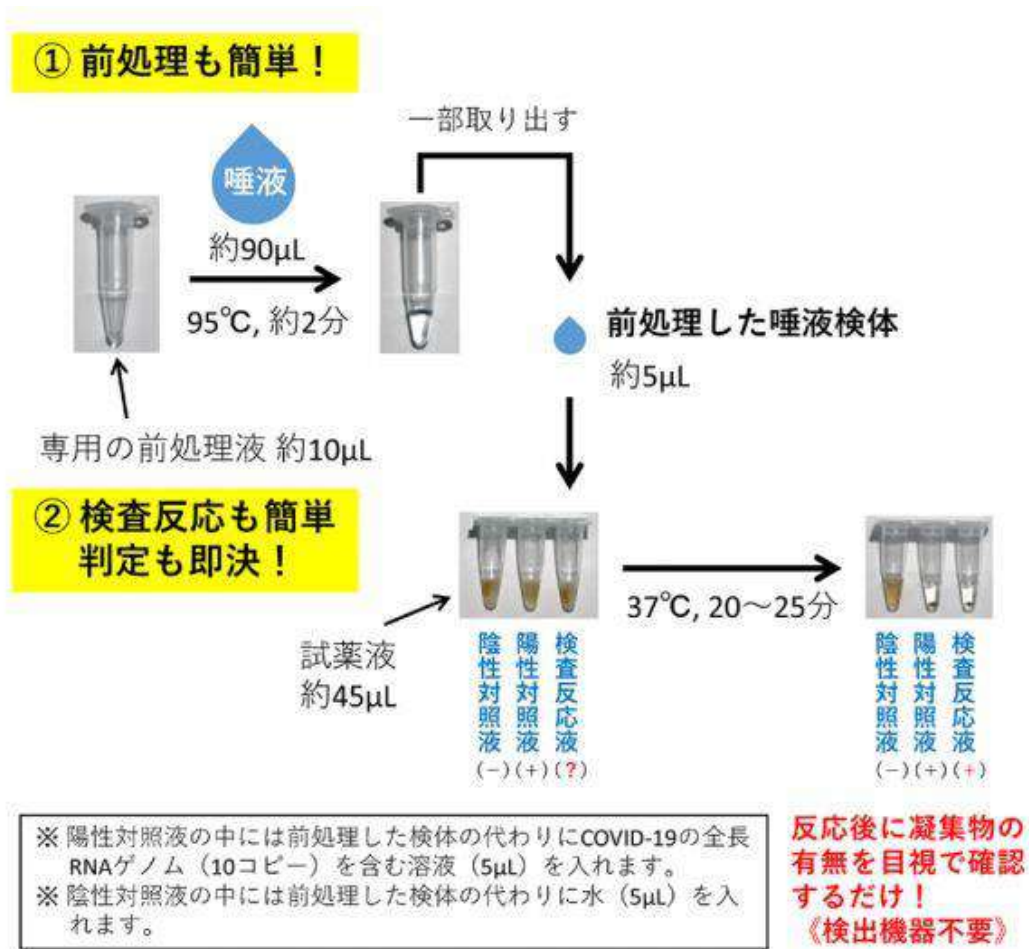 ① 前処理も簡単！
一部取り出す
唾液
約90μL
95℃, 約2分
専用の前処理液 約10μL
前処理した唾液検体
約5μL
② 検査反応も簡単
判定も即決！
試薬液
約45μL
37℃, 20～25分
陰性対照液
(－)
陽性対照液
(+)
検査反応液
(?)
陰性対照液
(－)
陽性対照液
(+)
検査反応液
(+)
※ 陽性対照液の中には前処理した検体の代わりにCOVID-19の全長
RNAゲノム（10コピー）を含む溶液（5μL）を入れます。
※ 陰性対照液の中には前処理した検体の代わりに水（5μL）を入
れます。
反応後に凝集物の
有無を目視で確認
するだけ！
《検出機器不要》